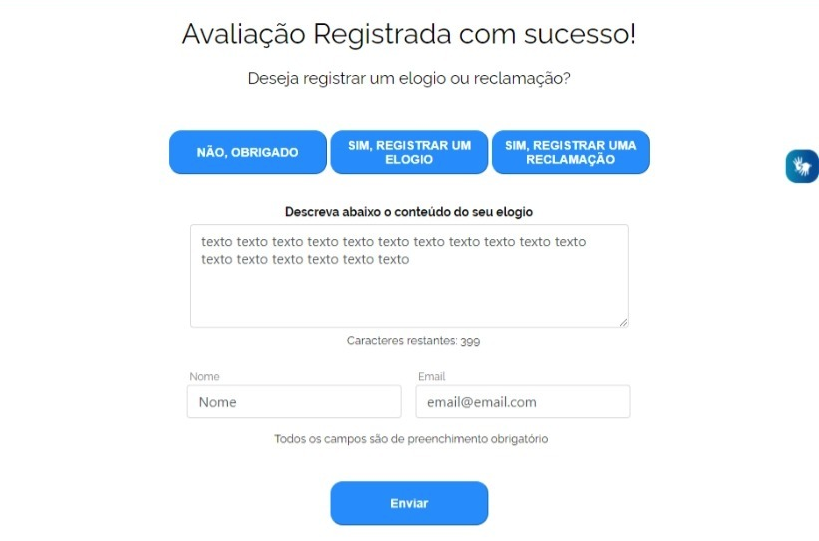 Avaliação Registrada com sucesso!
Deseja registrar um elogio ou reclamação?
NÃO, OBRIGADO
SIM, REGISTRAR UM
ELOGIO
SIM, REGISTRAR UMA
RECLAMAÇÃO
Descreva abaixo o conteúdo do seu elogio
texto texto texto texto texto texto texto texto texto texto texto
texto texto texto texto texto texto
Caracteres restantes: 399
Nome
Email
Nome
email@email.com
Todos os campos são de preenchimento obrigatório
Enviar